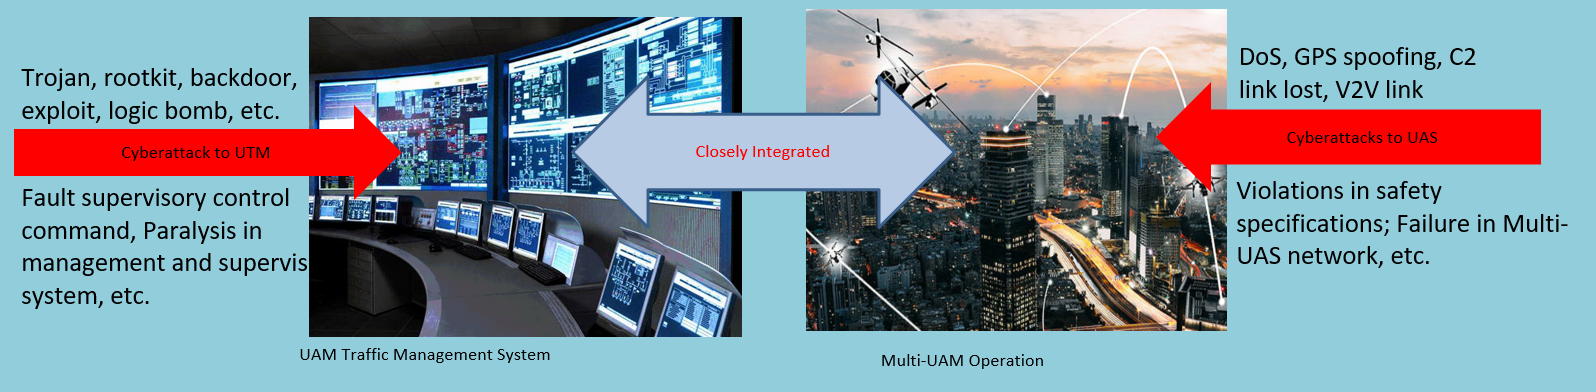 Trojan, rootkit, backdoor,
exploit, logic bomb, etc.
Cyberattack to UTM
Fault supervisory control
command, Paralysis in
management and supervis
system, etc.
UAM Traffic Management System
Closely Integrated
Multi-UAM Operation
DoS, GPS spoofing, C2
link lost, V2V link
Cyberattacks to UAS
Violations in safety
specifications; Failure in Multi-
UAS network, etc.